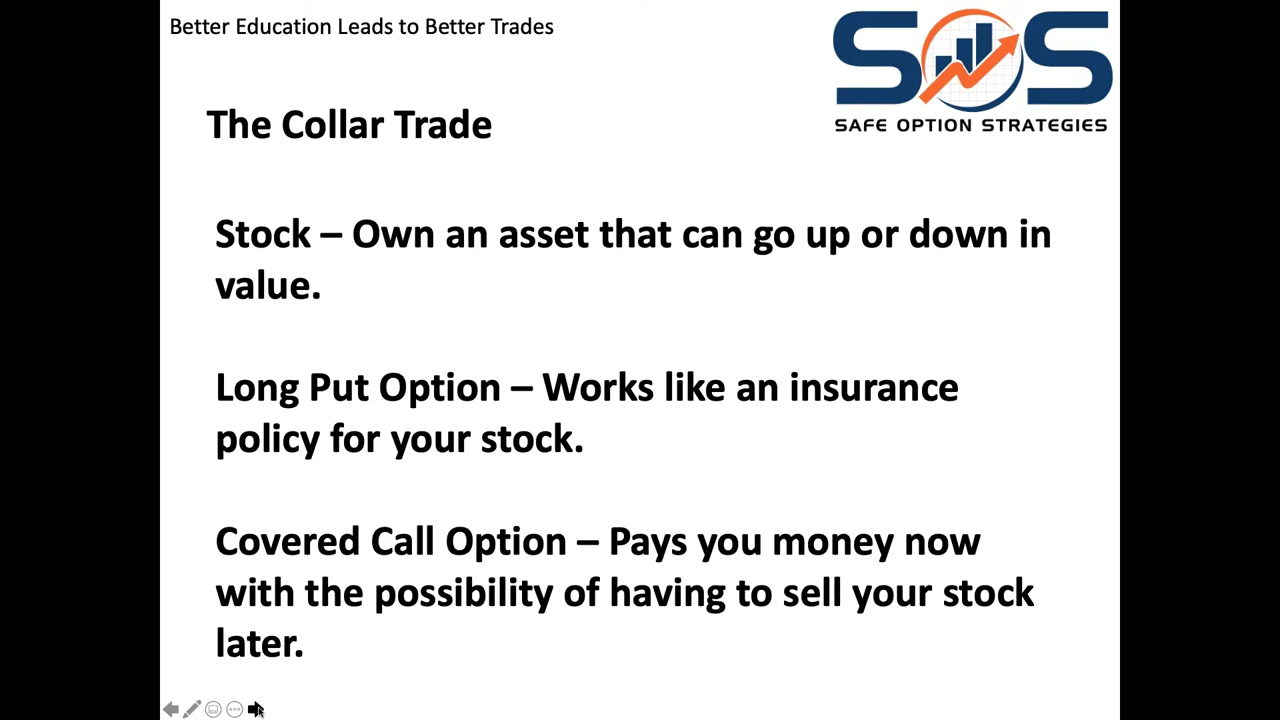 Better Education Leads to Better Trades
SOS
SAFE OPTION STRATEGIES
The Collar Trade
Stock – Own an asset that can go up or down in
value.
Long Put Option – Works like an insurance
policy for your stock.
Covered Call Option – Pays you money now
with the possibility of having to sell your stock
later.